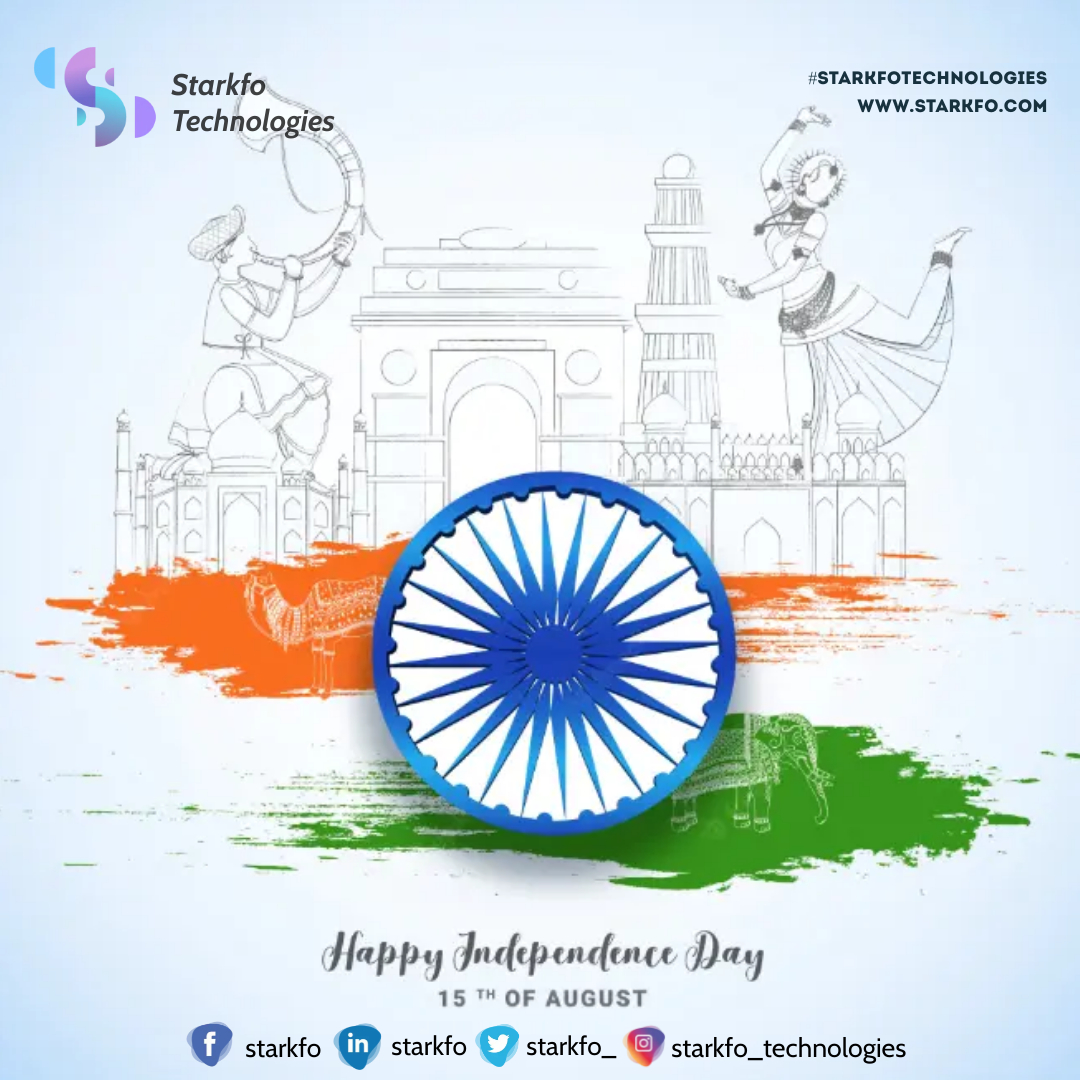 Starkfo
Technologies
#STARKFOTECHNOLOGIES
WWW.STARKFO.COM
Happy Independence Day
15 TH OF AUGUST
starkfo starkfo starkfo_ starkfo_technologies